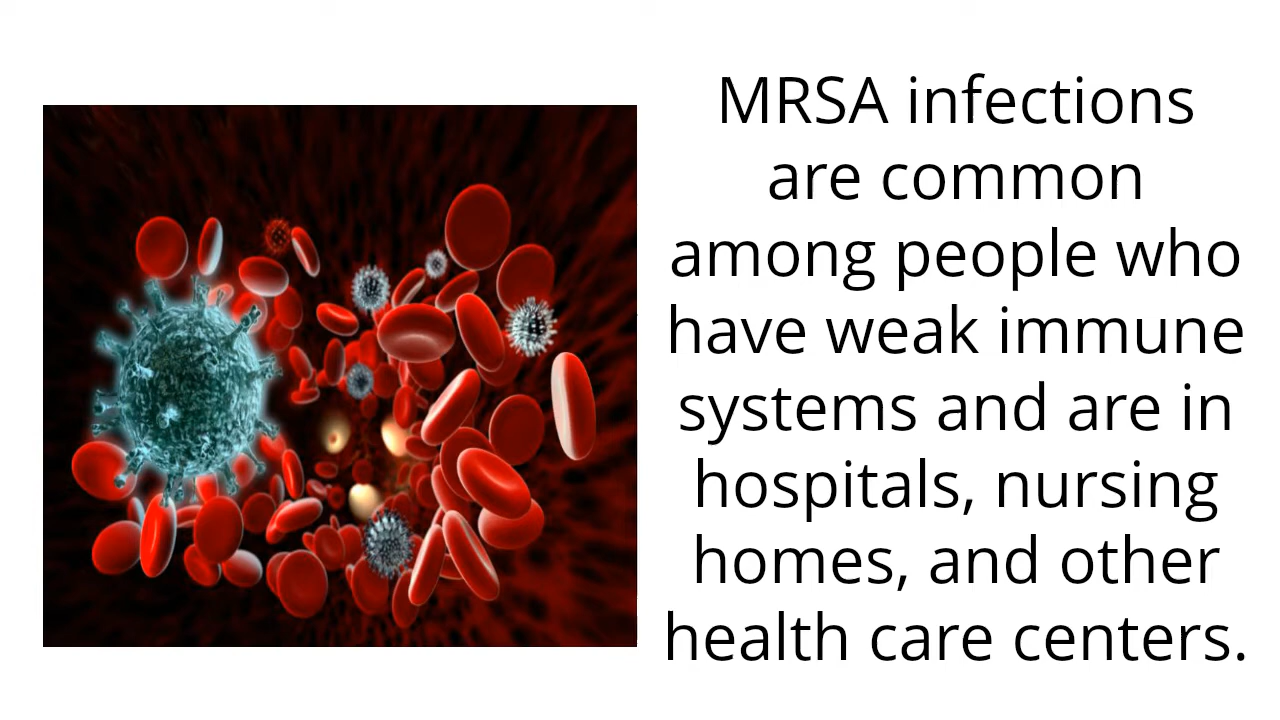 MRSA infections
are common
among people who
have weak immune
systems and are in
hospitals, nursing
homes, and other
health care centers.